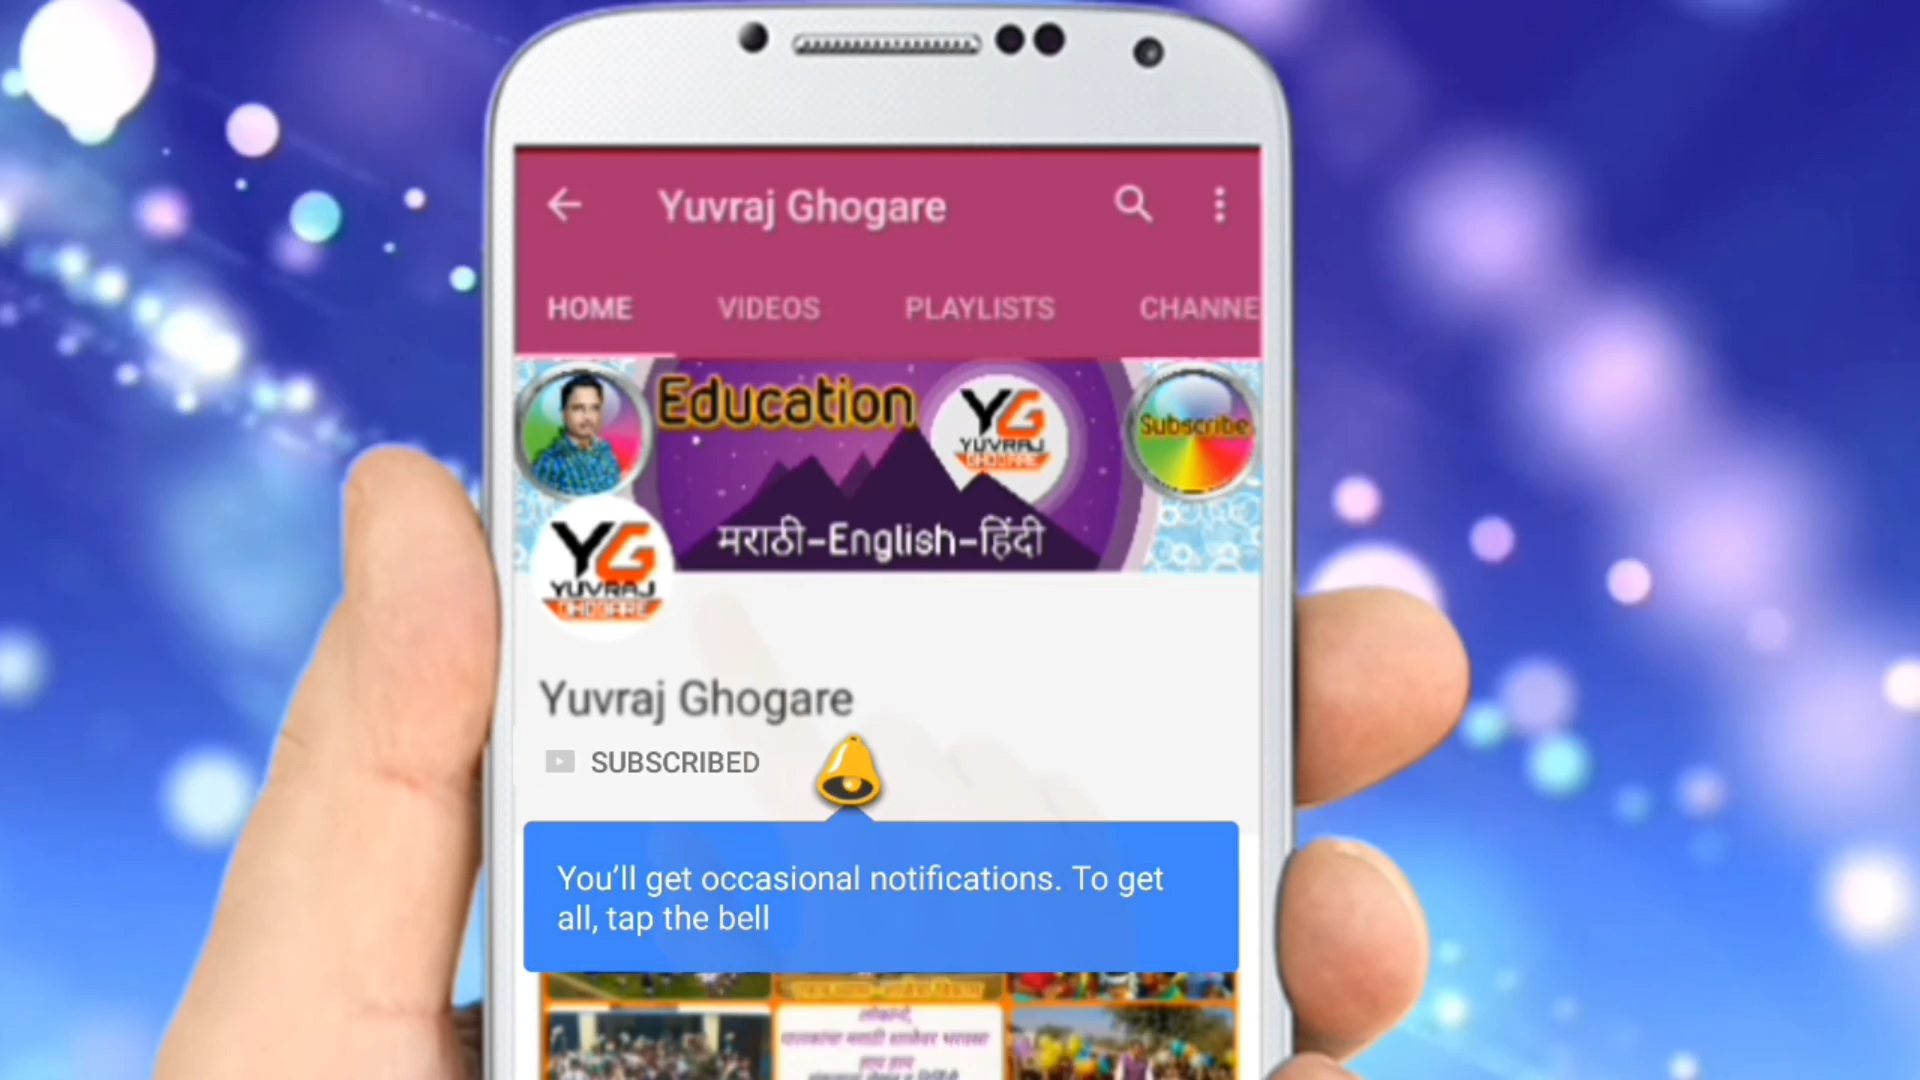 Yuvraj Ghogare
HOME VIDEOS PLAYLISTS CHANNE
Education
YG
YUVRAJ
GHOGARE
Subscribe
मराठी-English-हिंदी
YG
YUVRAJ
GHOGARE
Yuvraj Ghogare
SUBSCRIBED
You’ll get occasional notifications. To get
all, tap the bell